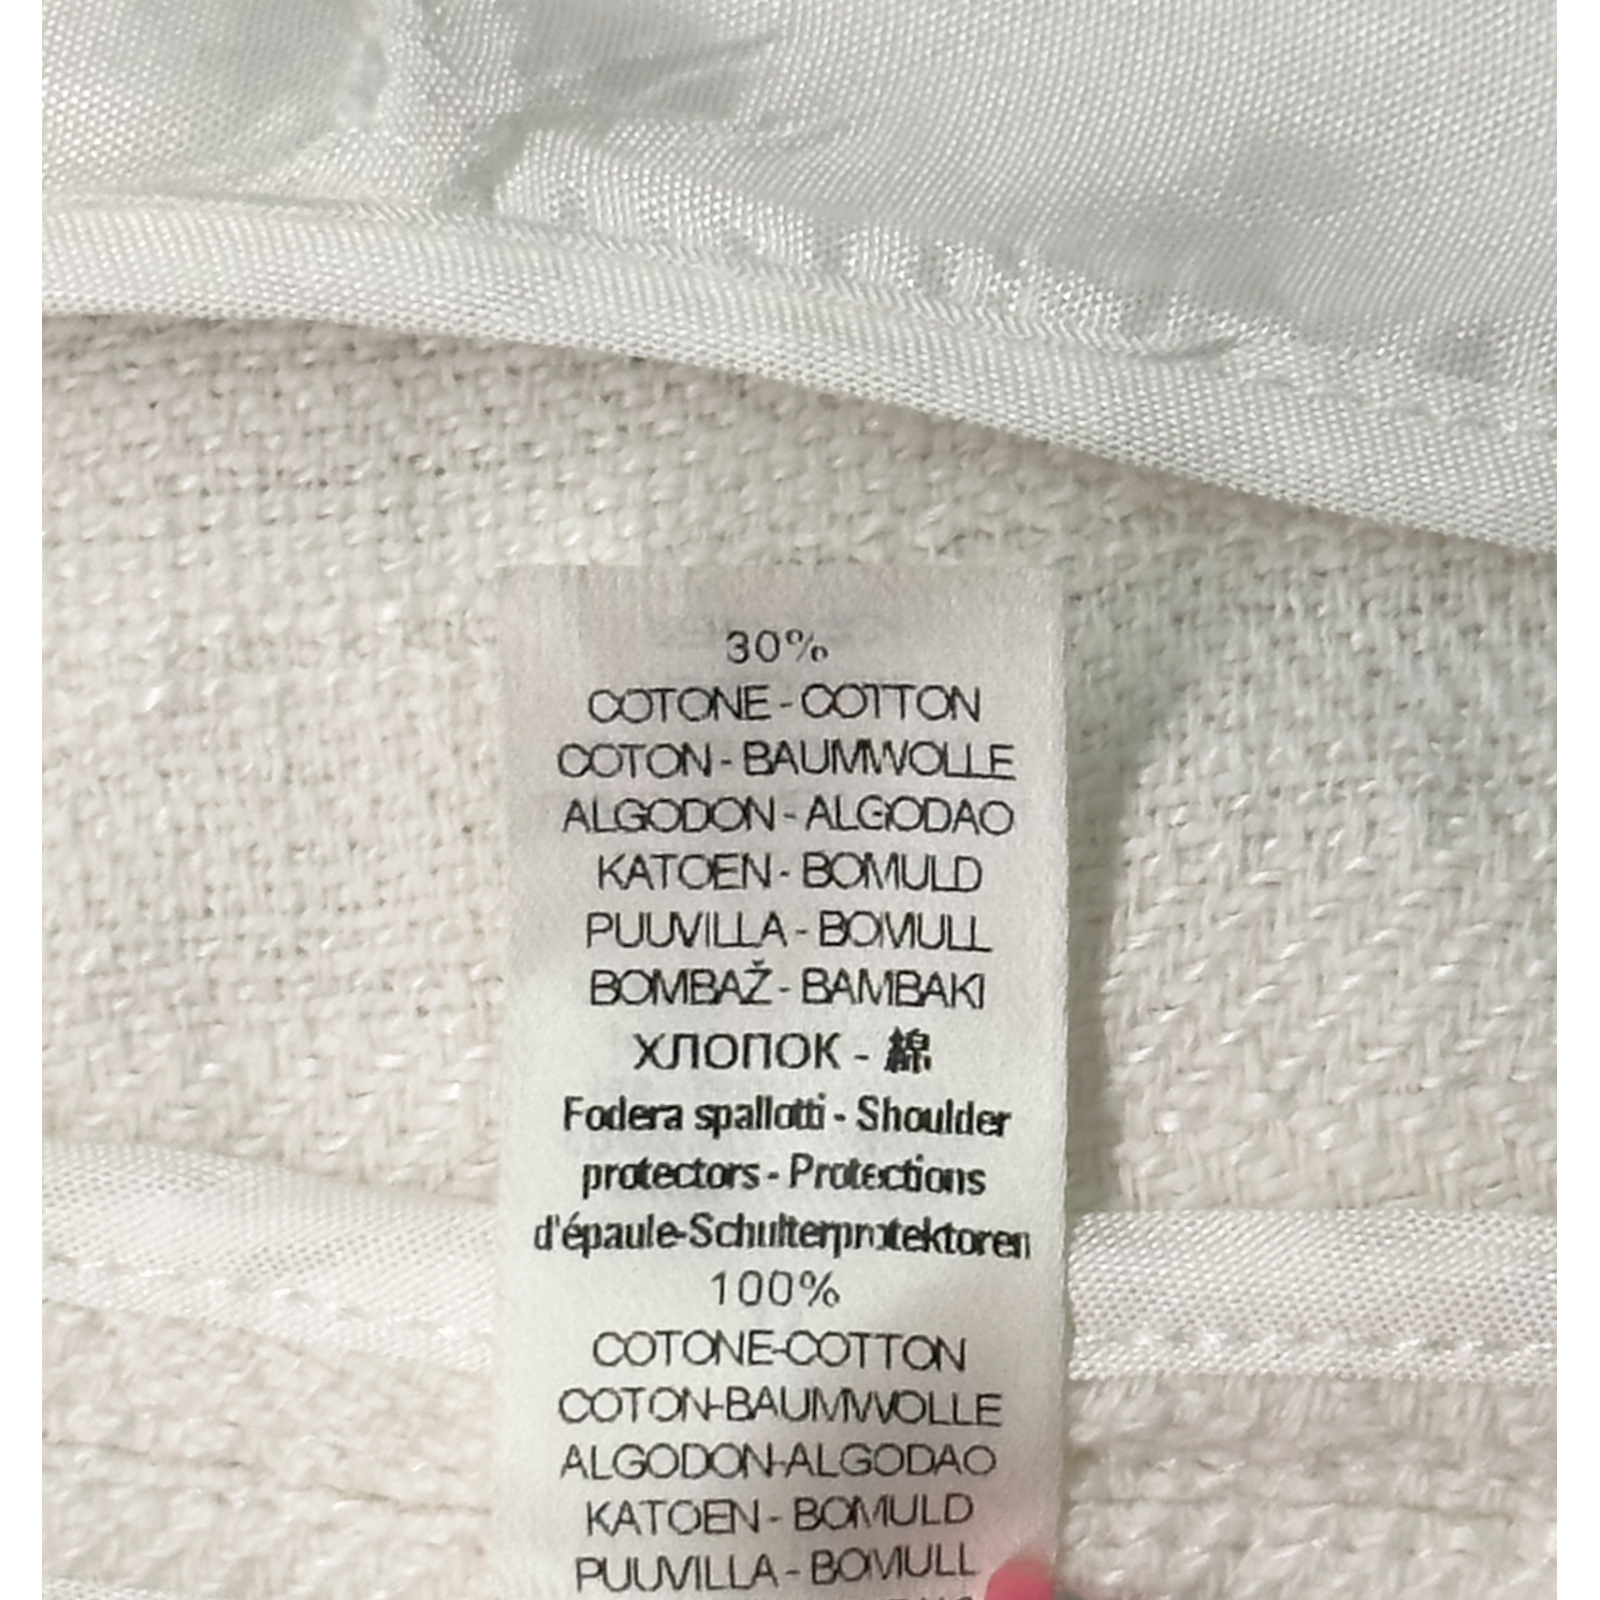 30%
COTONE - COTTON
COTON - BAUMWOLLE
ALGODON - ALGODAO
KATOEN - BOMULD
PUUVILLA - BOMULL
BOMBAŽ - BAMBAKI
ХЛОПОК - 綿
Fodera spallotti - Shoulder
protectors - Protections
d'épaule-Schulterprotektoren
100%
COTONE-COTTON
COTON-BAUMWOLLE
ALGODON-ALGODAO
KATOEN - BOMULD
PUUVILLA - BOMULL